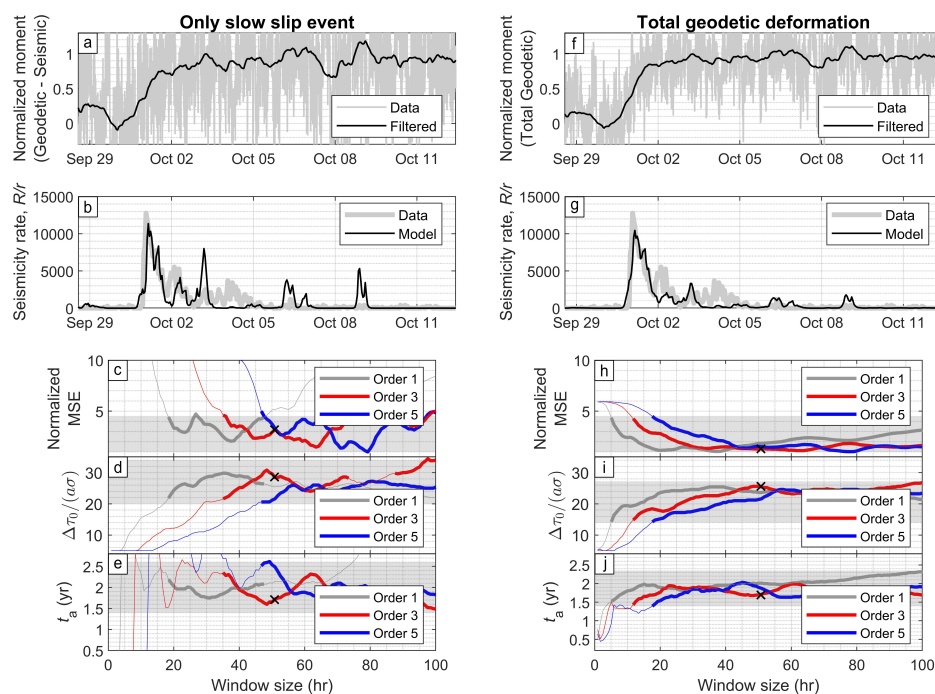 Only slow slip event
a
Normalized moment
(Geodetic - Seismic)
1
0.5
0
Data
Filtered
Sep 29
Oct 02
Oct 05
Oct 08
Oct 11
b
Seismicity rate, R/r
15000
10000
5000
0
Data
Model
Sep 29
Oct 02
Oct 05
Oct 08
Oct 11
c
Normalized
MSE
10
5
Order 1
Order 3
Order 5
d
Δτ₀/(aσ)
30
20
10
Order 1
Order 3
Order 5
e
tₐ (yr)
2.5
2
1.5
1
0.5
Order 1
Order 3
Order 5
0
20
40
60
80
100
Window size (hr)
Total geodetic deformation
f
Normalized moment
(Total Geodetic)
1
0.5
0
Data
Filtered
Sep 29
Oct 02
Oct 05
Oct 08
Oct 11
g
Seismicity rate, R/r
15000
10000
5000
0
Data
Model
Sep 29
Oct 02
Oct 05
Oct 08
Oct 11
h
Normalized
MSE
10
5
Order 1
Order 3
Order 5
i
Δτ₀/(aσ)
30
20
10
Order 1
Order 3
Order 5
j
tₐ (yr)
2.5
2
1.5
1
0.5
Order 1
Order 3
Order 5
0
20
40
60
80
100
Window size (hr)